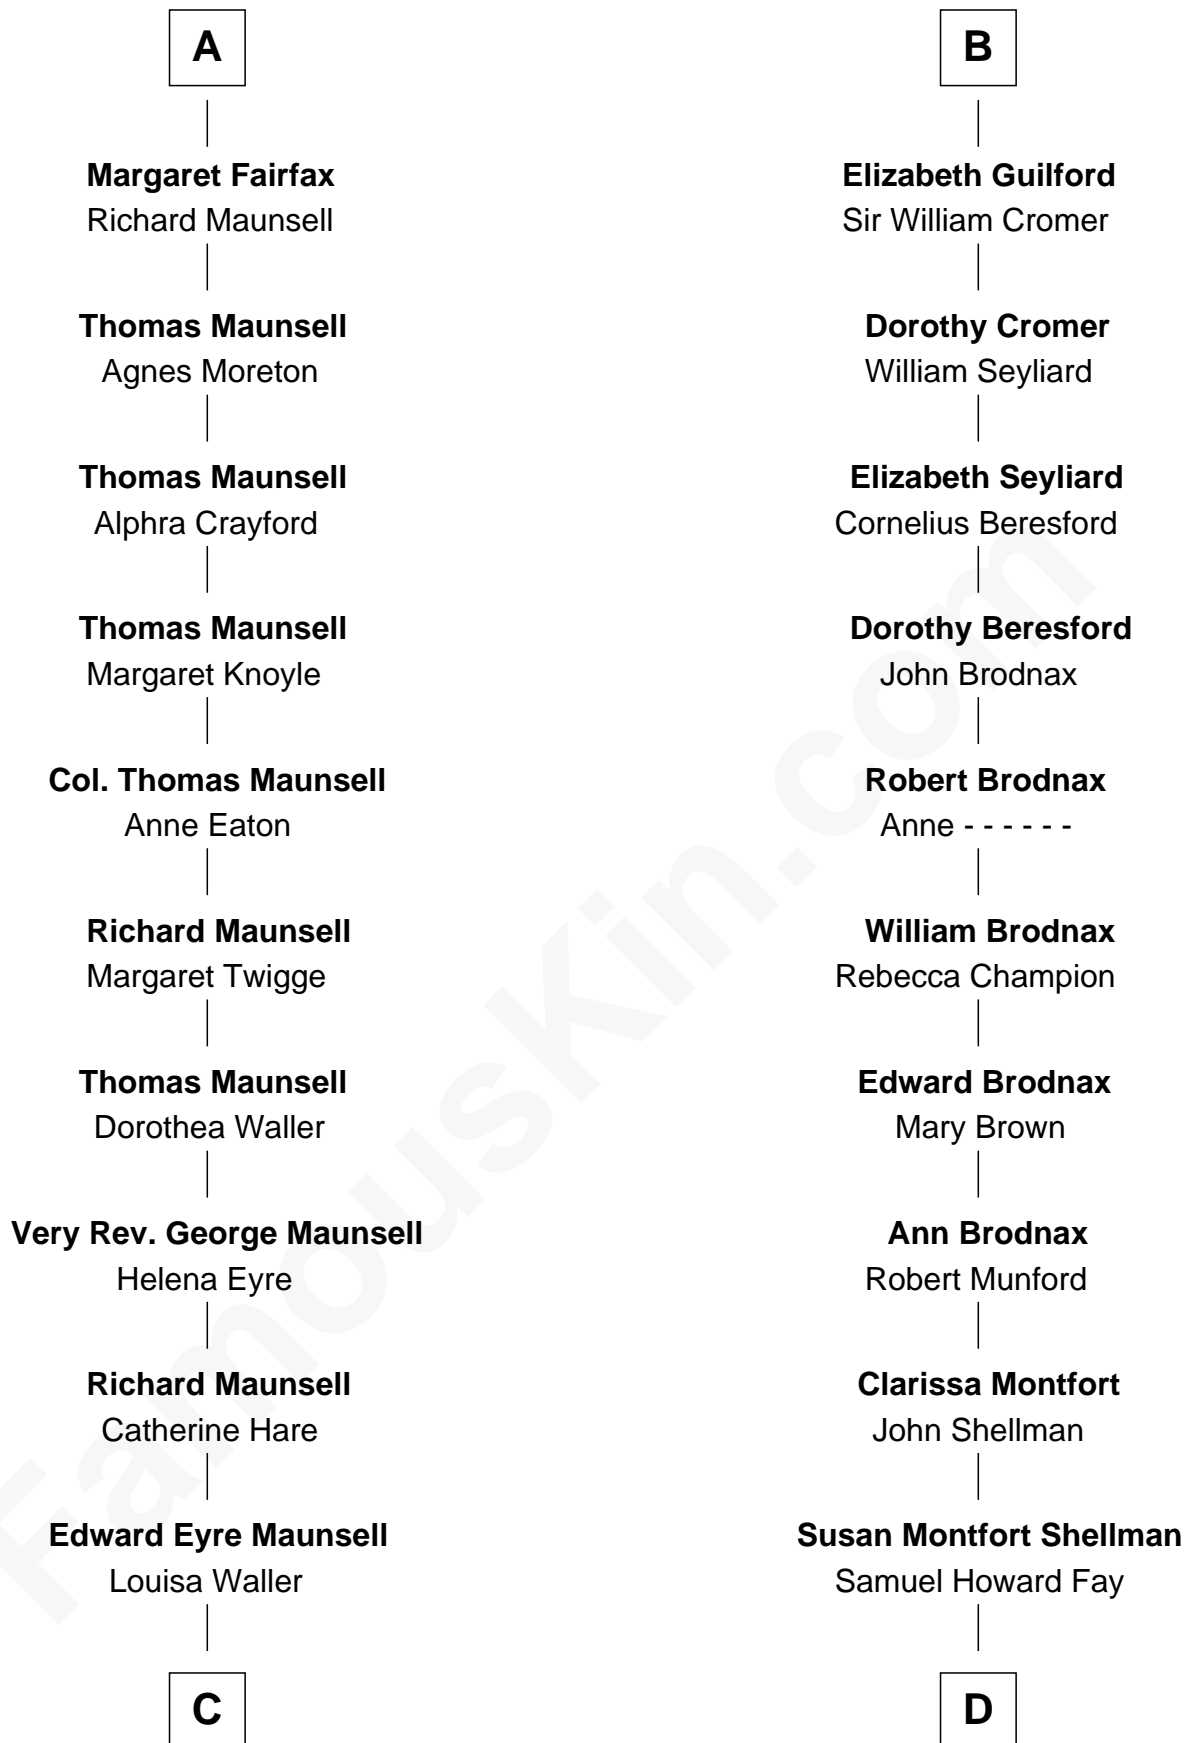 A
Margaret Fairfax
Richard Maunsell
Thomas Maunsell
Agnes Moreton
Thomas Maunsell
Alphra Crayford
Thomas Maunsell
Margaret Knoyle
Col. Thomas Maunsell
Anne Eaton
Richard Maunsell
Margaret Twigge
Thomas Maunsell
Dorothea Waller
Very Rev. George Maunsell
Helena Eyre
Richard Maunsell
Catherine Hare
Edward Eyre Maunsell
Louisa Waller
C
B
Elizabeth Guilford
Sir William Cromer
Dorothy Cromer
William Seyliard
Elizabeth Seyliard
Cornelius Beresford
Dorothy Beresford
John Brodnax
Robert Brodnax
Anne - - - - - -
William Brodnax
Rebecca Champion
Edward Brodnax
Mary Brown
Ann Brodnax
Robert Munford
Clarissa Montfort
John Shellman
Susan Montfort Shellman
Samuel Howard Fay
D
FamousKin.com